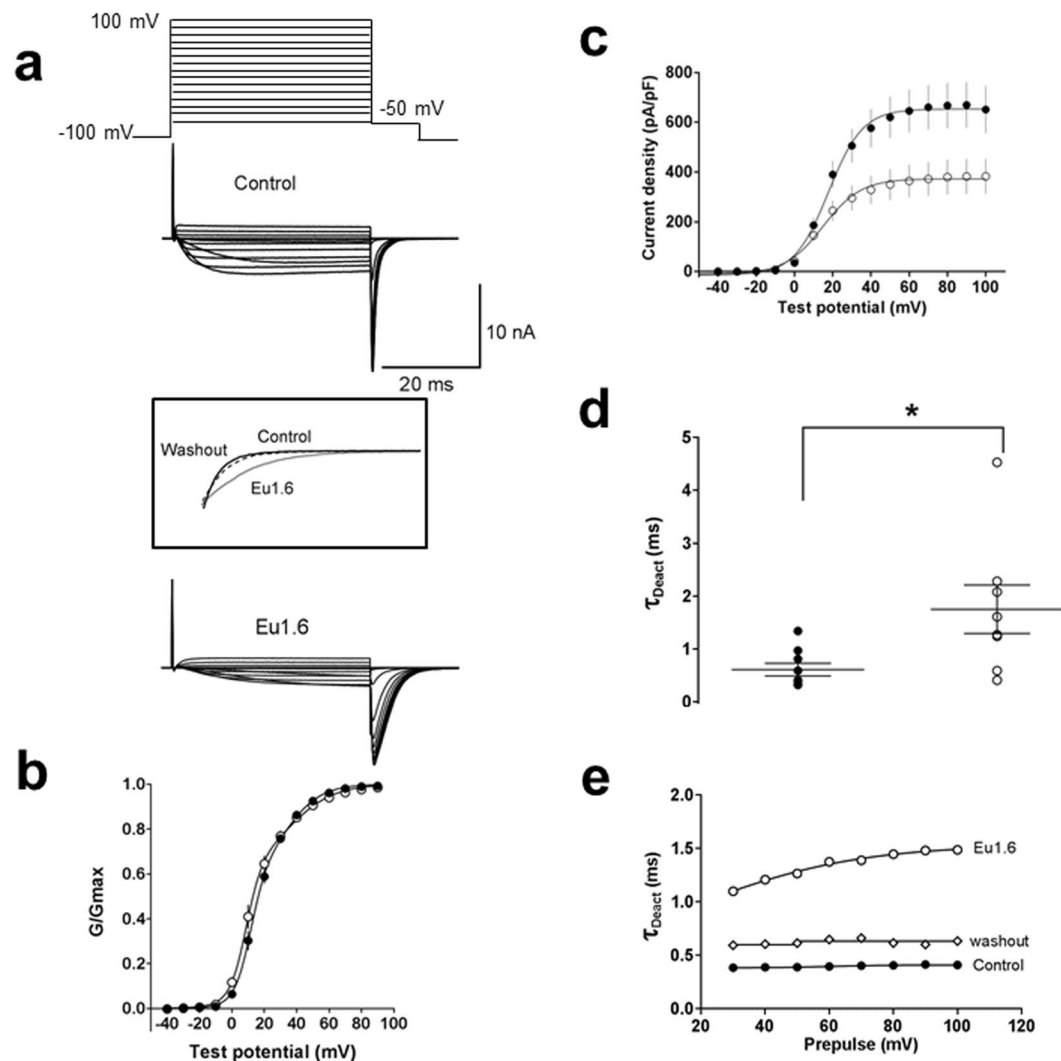 a
100 mV
-50 mV
-100 mV
Control
10 nA
20 ms
Washout
Control
Eu1.6
Eu1.6
b
G/Gmax
1.0
0.8
0.6
0.4
0.2
0.0
-40 -20 0 20 40 60 80 100
Test potential (mV)
c
Current density (pA/pF)
800
600
400
200
0
-40 -20 0 20 40 60 80 100
Test potential (mV)
d
*
τDeact (ms)
5
4
3
2
1
0
e
τDeact (ms)
2.0
1.5
1.0
0.5
0.0
Eu1.6
washout
Control
20 40 60 80 100 120
Prepulse (mV)